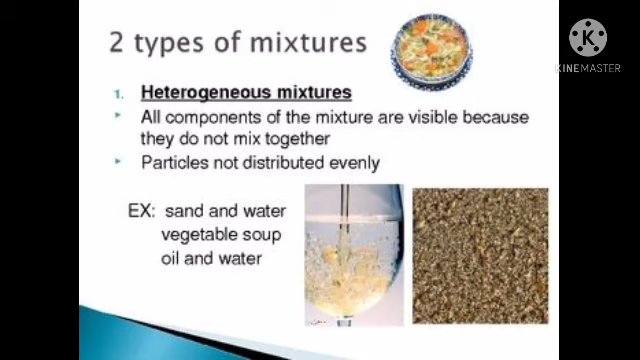 2 types of mixtures
K
KINEMASTER
1. Heterogeneous mixtures
All components of the mixture are visible because
they do not mix together
Particles not distributed evenly
EX: sand and water
vegetable soup
oil and water